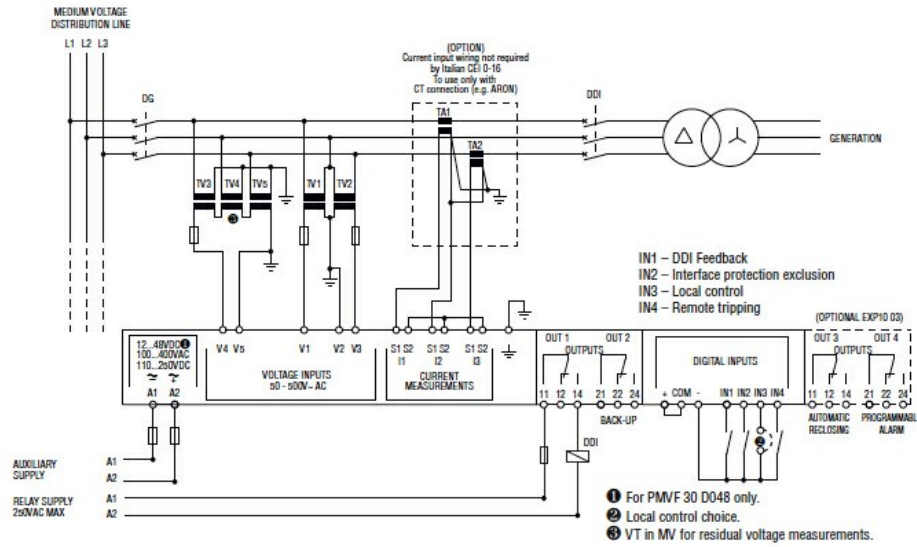 MEDIUM VOLTAGE
DISTRIBUTION LINE
L1 L2 L3
(OPTION)
Current input wiring not required
by Italian CEI 0-16
To use only with
CT connection (e.g. ARON)
DG
TA1
TA2
DDI
GENERATION
TV3 TV4 TV5 TV1 TV2
❸
IN1 – DDI Feedback
IN2 – Interface protection exclusion
IN3 – Local control
IN4 – Remote tripping
(OPTIONAL EXP10 03)
12...48VDC❶
100...400VAC
110...250VDC
A1 A2
V4 V5 V1 V2 V3
VOLTAGE INPUTS
50 - 500V~ AC
S1 S2 S1 S2 S1 S2
I1 I2 I3
CURRENT
MEASUREMENTS
OUT 1 OUT 2
OUTPUTS
11 12 14 21 22 24
BACK-UP
DIGITAL INPUTS
+ COM - IN1 IN2 IN3 IN4
❷
OUT 3 OUT 4
OUTPUTS
11 12 14 21 22 24
AUTOMATIC
RECLOSING
PROGRAMMABL
ALARM
DDI
AUXILIARY
SUPPLY
A1
A2
RELAY SUPPLY
250VAC MAX
A1
A2
❶ For PMVF 30 D048 only.
❷ Local control choice.
❸ VT in MV for residual voltage measurements.